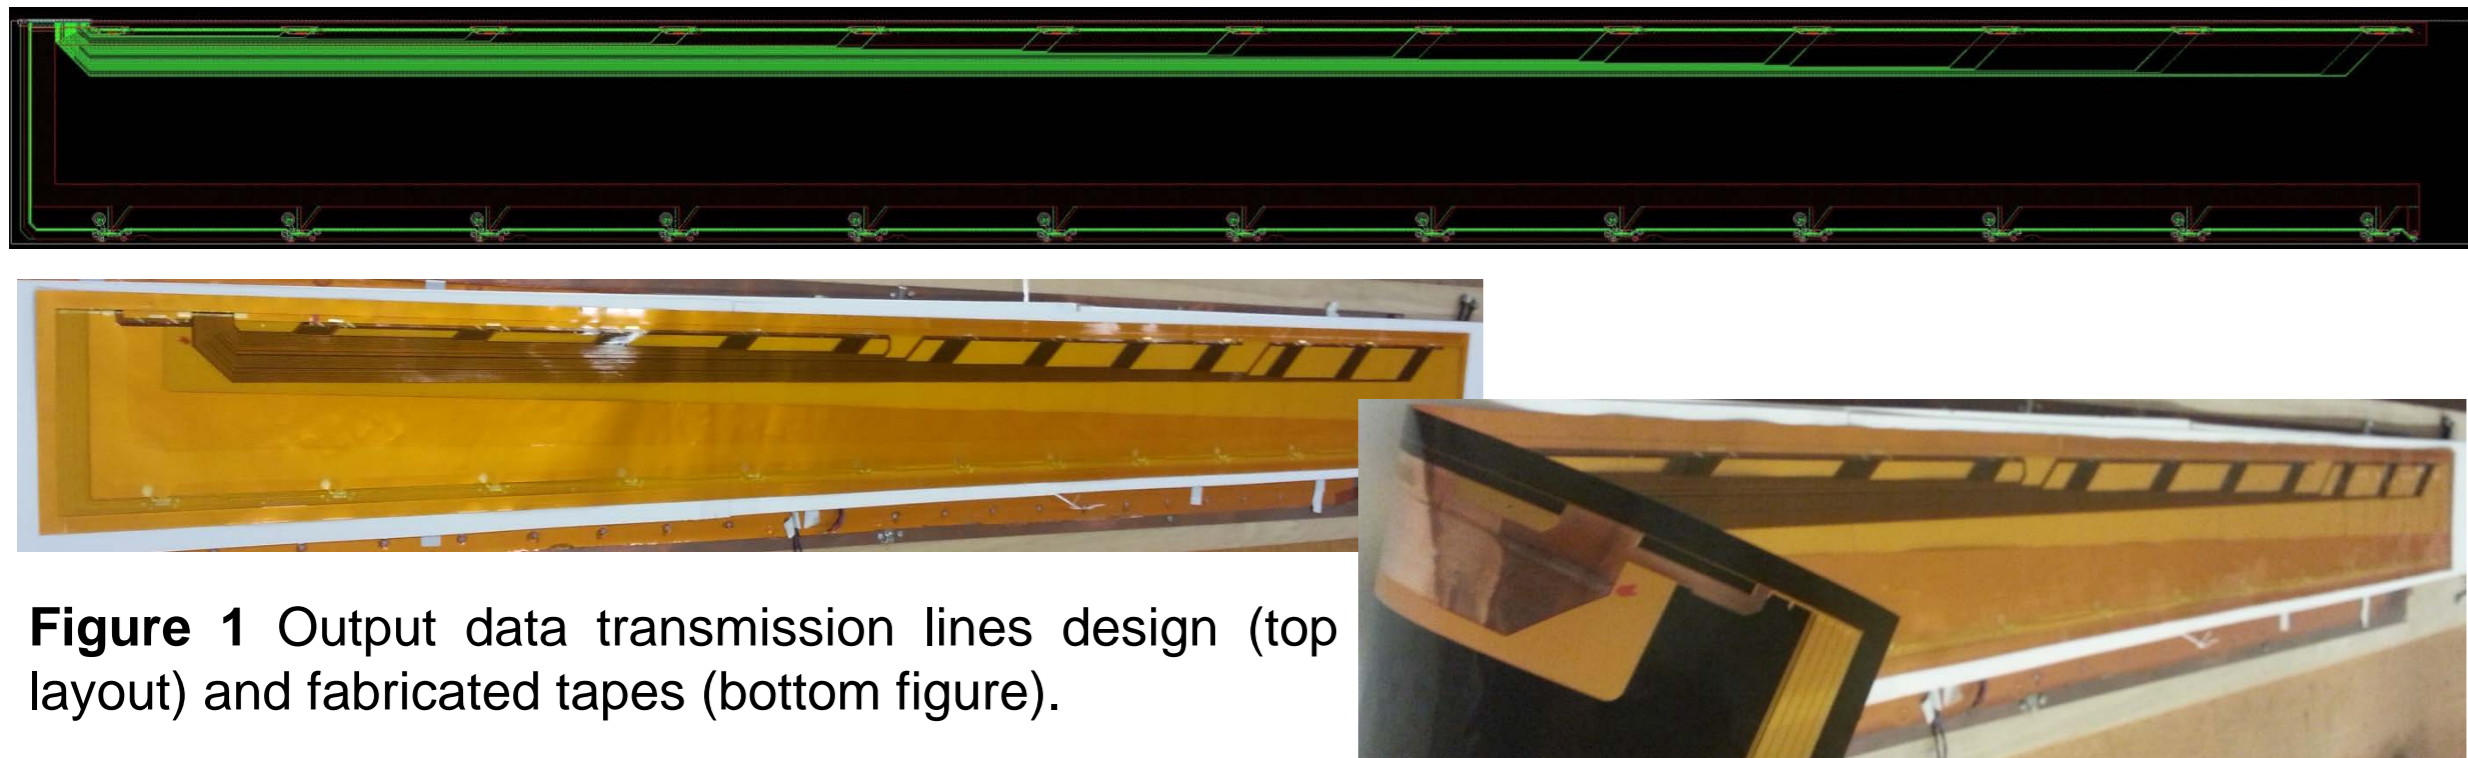 Figure 1 Output data transmission lines design (top
layout) and fabricated tapes (bottom figure).